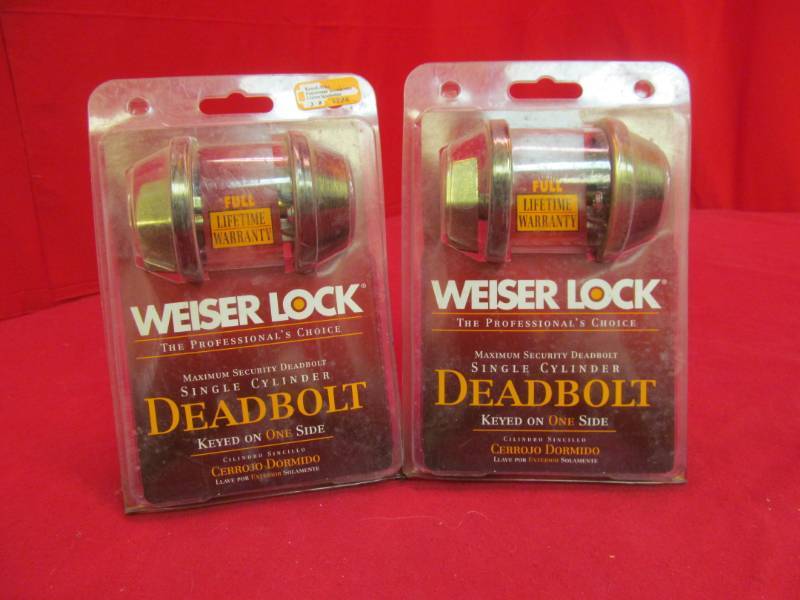 FULL
LIFETIME
WARRANTY
WEISER LOCK®
THE PROFESSIONAL'S CHOICE
MAXIMUM SECURITY DEADBOLT
SINGLE CYLINDER
DEADBOLT
KEYED ON ONE SIDE
CILINDRO SINCILLO
CERROJO DORMIDO
LLAVE POR EXTERIOR SOLAMENTE
FULL
LIFETIME
WARRANTY
WEISER LOCK®
THE PROFESSIONAL'S CHOICE
MAXIMUM SECURITY DEADBOLT
SINGLE CYLINDER
DEADBOLT
KEYED ON ONE SIDE
CILINDRO SINCILLO
CERROJO DORMIDO
LLAVE POR EXTERIOR SOLAMENTE